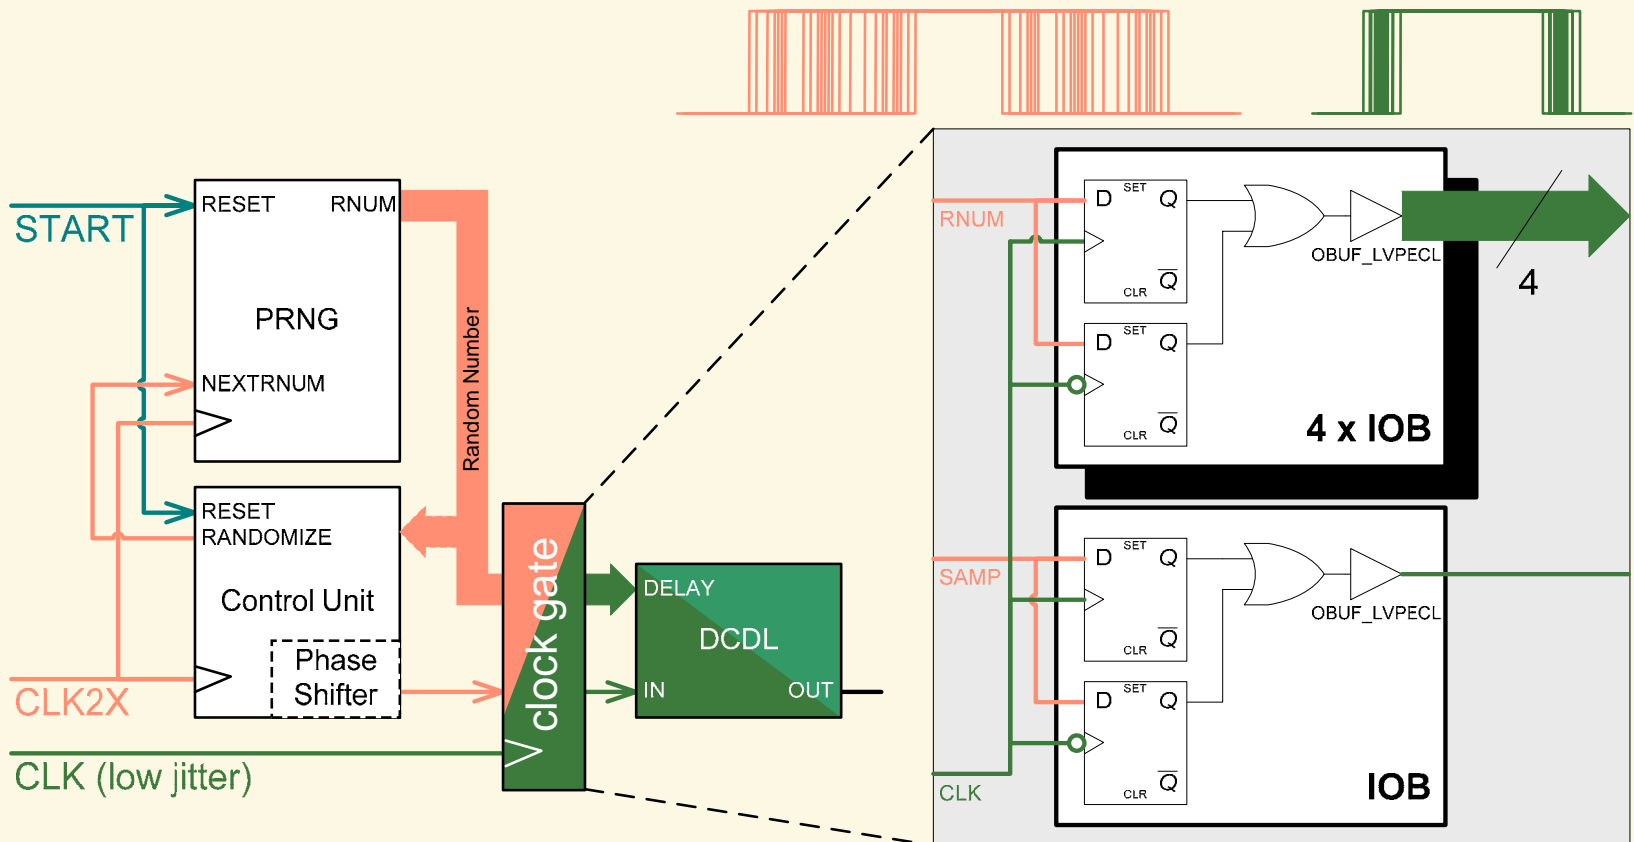 START
RESET
RNUM
PRNG
NEXTRNUM
Random Number
RESET
RANDOMIZE
Control Unit
Phase
Shifter
CLK2X
CLK (low jitter)
clock gate
DELAY
DCDL
IN
OUT
RNUM
D
SET
Q
CLR
Q
D
SET
Q
CLR
Q
OBUF_LVPECL
4
4 x IOB
SAMP
D
SET
Q
CLR
Q
D
SET
Q
CLR
Q
OBUF_LVPECL
IOB
CLK